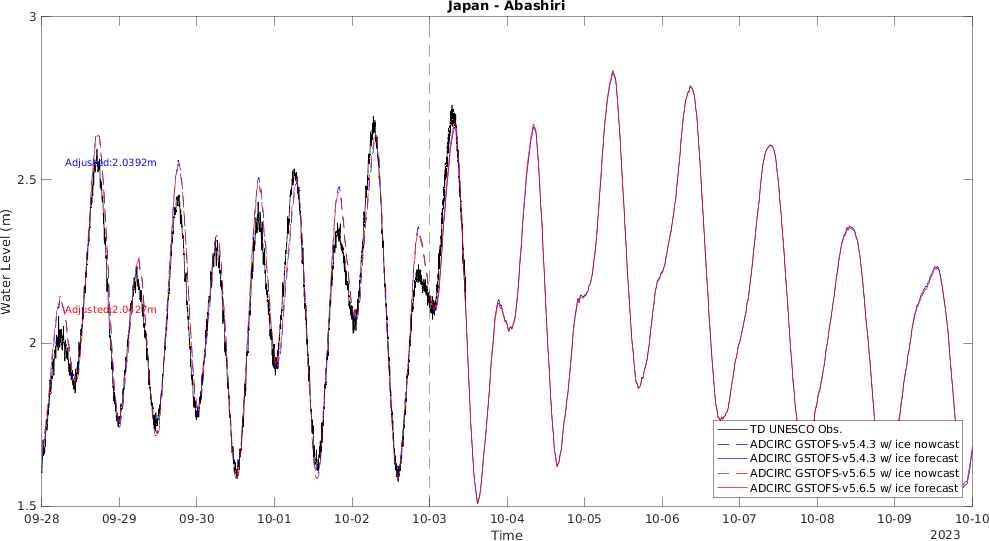 Japan - Abashiri
3
2.5
2
1.5
Water Level (m)
Adjusted:2.0392m
Adjusted:2.0427m
TD UNESCO Obs.
ADCIRC GSTOFS-v5.4.3 w/ ice nowcast
ADCIRC GSTOFS-v5.4.3 w/ ice forecast
ADCIRC GSTOFS-v5.6.5 w/ ice nowcast
ADCIRC GSTOFS-v5.6.5 w/ ice forecast
09-28 09-29 09-30 10-01 10-02 10-03 10-04 10-05 10-06 10-07 10-08 10-09 10-10
Time
2023